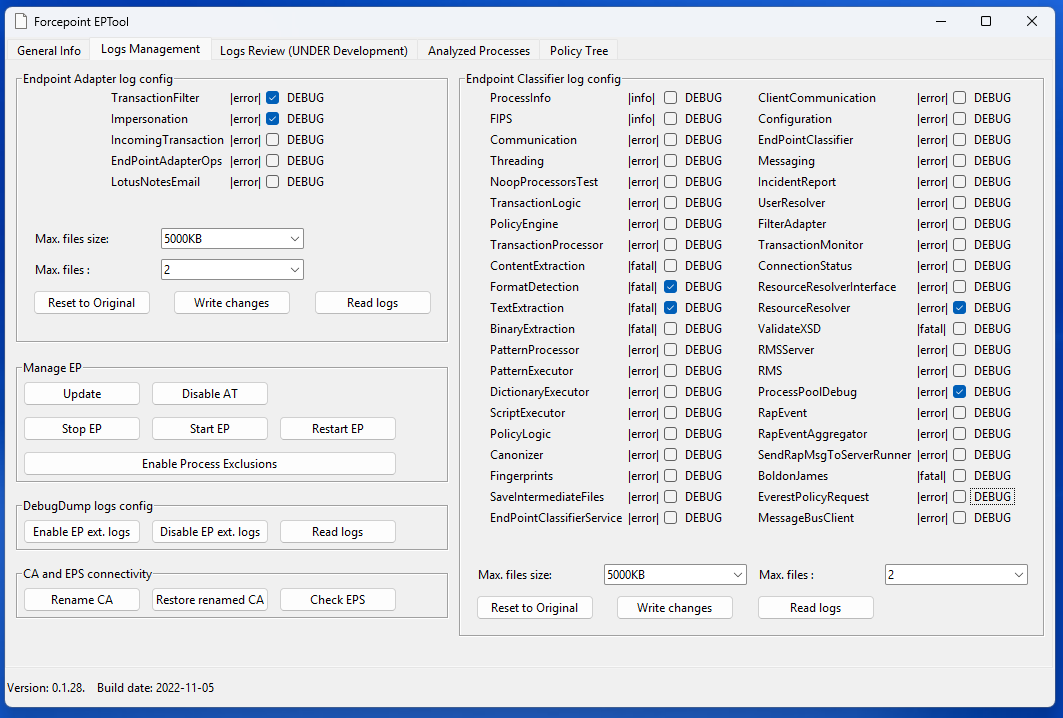 Forcepoint EPTool
General Info Logs Management Logs Review (UNDER Development) Analyzed Processes Policy Tree
Endpoint Adapter log config
TransactionFilter |error| DEBUG
Impersonation |error| DEBUG
IncomingTransaction |error| DEBUG
EndPointAdapterOps |error| DEBUG
LotusNotesEmail |error| DEBUG
Max. files size: 5000KB
Max. files : 2
Reset to Original Write changes Read logs
Manage EP
Update Disable AT
Stop EP Start EP Restart EP
Enable Process Exclusions
DebugDump logs config
Enable EP ext. logs Disable EP ext. logs Read logs
CA and EPS connectivity
Rename CA Restore renamed CA Check EPS
Endpoint Classifier log config
ProcessInfo |info| DEBUG ClientCommunication |error| DEBUG
FIPS |info| DEBUG Configuration |error| DEBUG
Communication |error| DEBUG EndPointClassifier |error| DEBUG
Threading |error| DEBUG Messaging |error| DEBUG
NoopProcessorsTest |error| DEBUG IncidentReport |error| DEBUG
TransactionLogic |error| DEBUG UserResolver |error| DEBUG
PolicyEngine |error| DEBUG FilterAdapter |error| DEBUG
TransactionProcessor |error| DEBUG TransactionMonitor |error| DEBUG
ContentExtraction |fatal| DEBUG ConnectionStatus |error| DEBUG
FormatDetection |fatal| DEBUG ResourceResolverInterface |error| DEBUG
TextExtraction |fatal| DEBUG ResourceResolver |error| DEBUG
BinaryExtraction |fatal| DEBUG ValidateXSD |fatal| DEBUG
PatternProcessor |error| DEBUG RMSServer |error| DEBUG
PatternExecutor |error| DEBUG RMS |error| DEBUG
DictionaryExecutor |error| DEBUG ProcessPoolDebug |error| DEBUG
ScriptExecutor |error| DEBUG RapEvent |error| DEBUG
PolicyLogic |error| DEBUG RapEventAggregator |error| DEBUG
Canonizer |error| DEBUG SendRapMsgToServerRunner |error| DEBUG
Fingerprints |error| DEBUG BoldonJames |fatal| DEBUG
SaveIntermediateFiles |error| DEBUG EverestPolicyRequest |error| DEBUG
EndPointClassifierService |error| DEBUG MessageBusClient |error| DEBUG
Max. files size: 5000KB Max. files : 2
Reset to Original Write changes Read logs
Version: 0.1.28. Build date: 2022-11-05